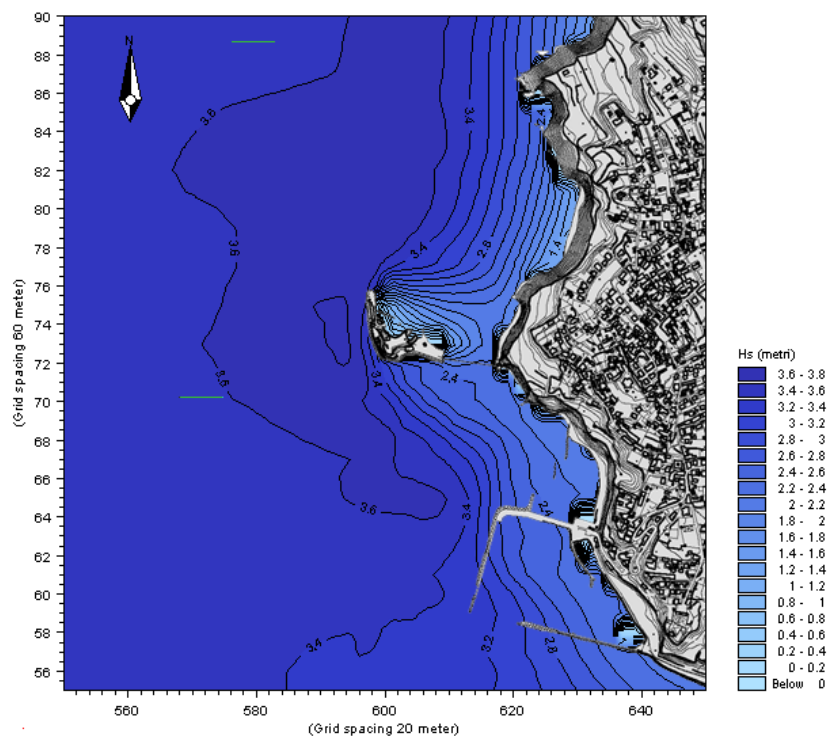 90
88
86
84
82
80
78
76
74
72
70
68
66
64
62
60
58
56
(Grid spacing 60 meter)
N
3.6
3.4
2.4
3.6
3.4
2.8
1.4
3.6
3.4
2.4
3.6
3.4
2.4
3.4
3.2
2.8
1
560
580
600
620
640
(Grid spacing 20 meter)
Hs (metri)
3.6 - 3.8
3.4 - 3.6
3.2 - 3.4
3 - 3.2
2.8 - 3
2.6 - 2.8
2.4 - 2.6
2.2 - 2.4
2 - 2.2
1.8 - 2
1.6 - 1.8
1.4 - 1.6
1.2 - 1.4
1 - 1.2
0.8 - 1
0.6 - 0.8
0.4 - 0.6
0.2 - 0.4
0 - 0.2
Below 0